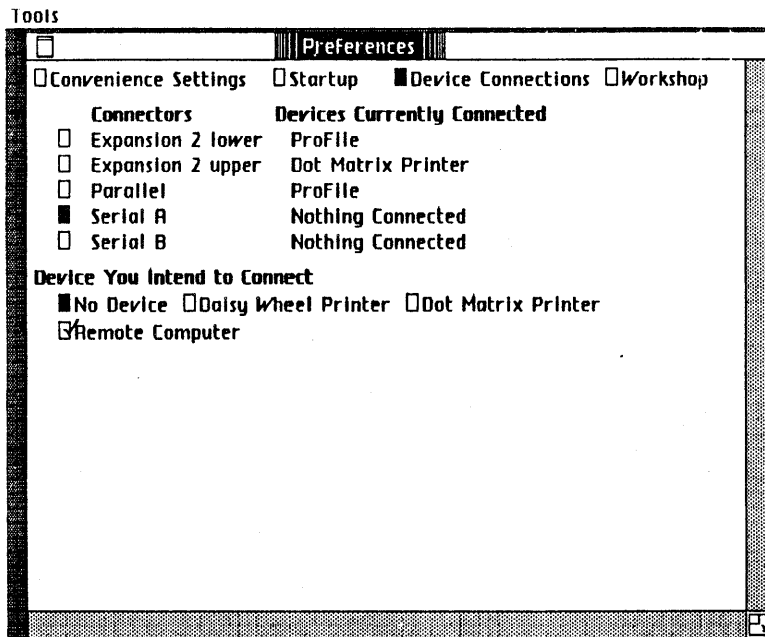 Tools
Preferences
Convenience Settings Startup Device Connections Workshop
Connectors Devices Currently Connected
Expansion 2 lower ProFile
Expansion 2 upper Dot Matrix Printer
Parallel ProFile
Serial A Nothing Connected
Serial B Nothing Connected
Device You Intend to Connect
No Device Daisy Wheel Printer Dot Matrix Printer
Remote Computer